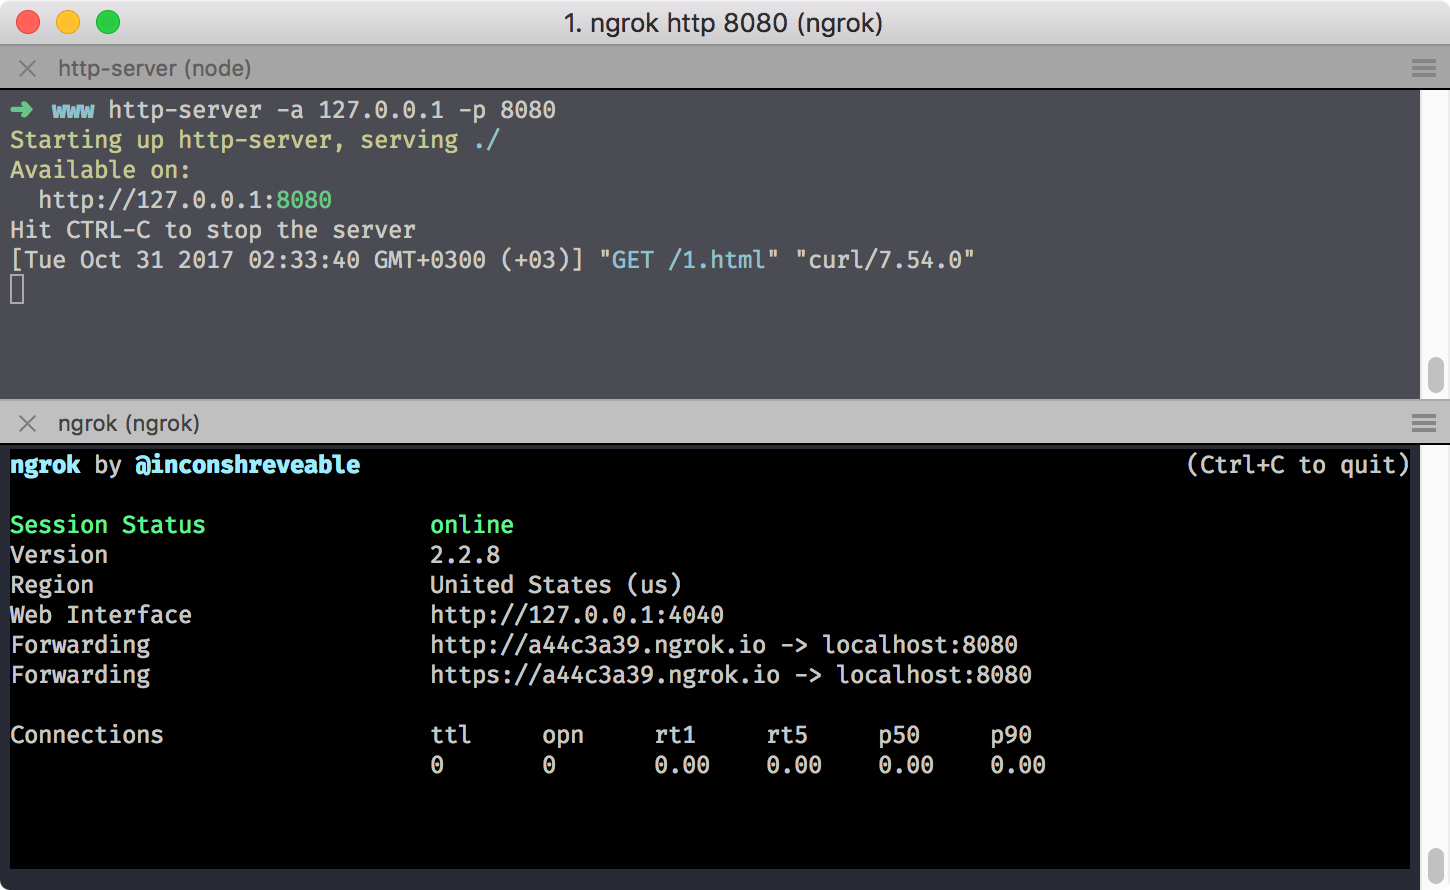 1. ngrok http 8080 (ngrok)
http-server (node)
➜ www http-server -a 127.0.0.1 -p 8080
Starting up http-server, serving ./
Available on:
http://127.0.0.1:8080
Hit CTRL-C to stop the server
[Tue Oct 31 2017 02:33:40 GMT+0300 (+03)] "GET /1.html" "curl/7.54.0"
ngrok (ngrok)
ngrok by @inconshreveable (Ctrl+C to quit)
Session Status online
Version 2.2.8
Region United States (us)
Web Interface http://127.0.0.1:4040
Forwarding http://a44c3a39.ngrok.io -> localhost:8080
Forwarding https://a44c3a39.ngrok.io -> localhost:8080
Connections ttl opn rt1 rt5 p50 p90
0 0 0.00 0.00 0.00 0.00